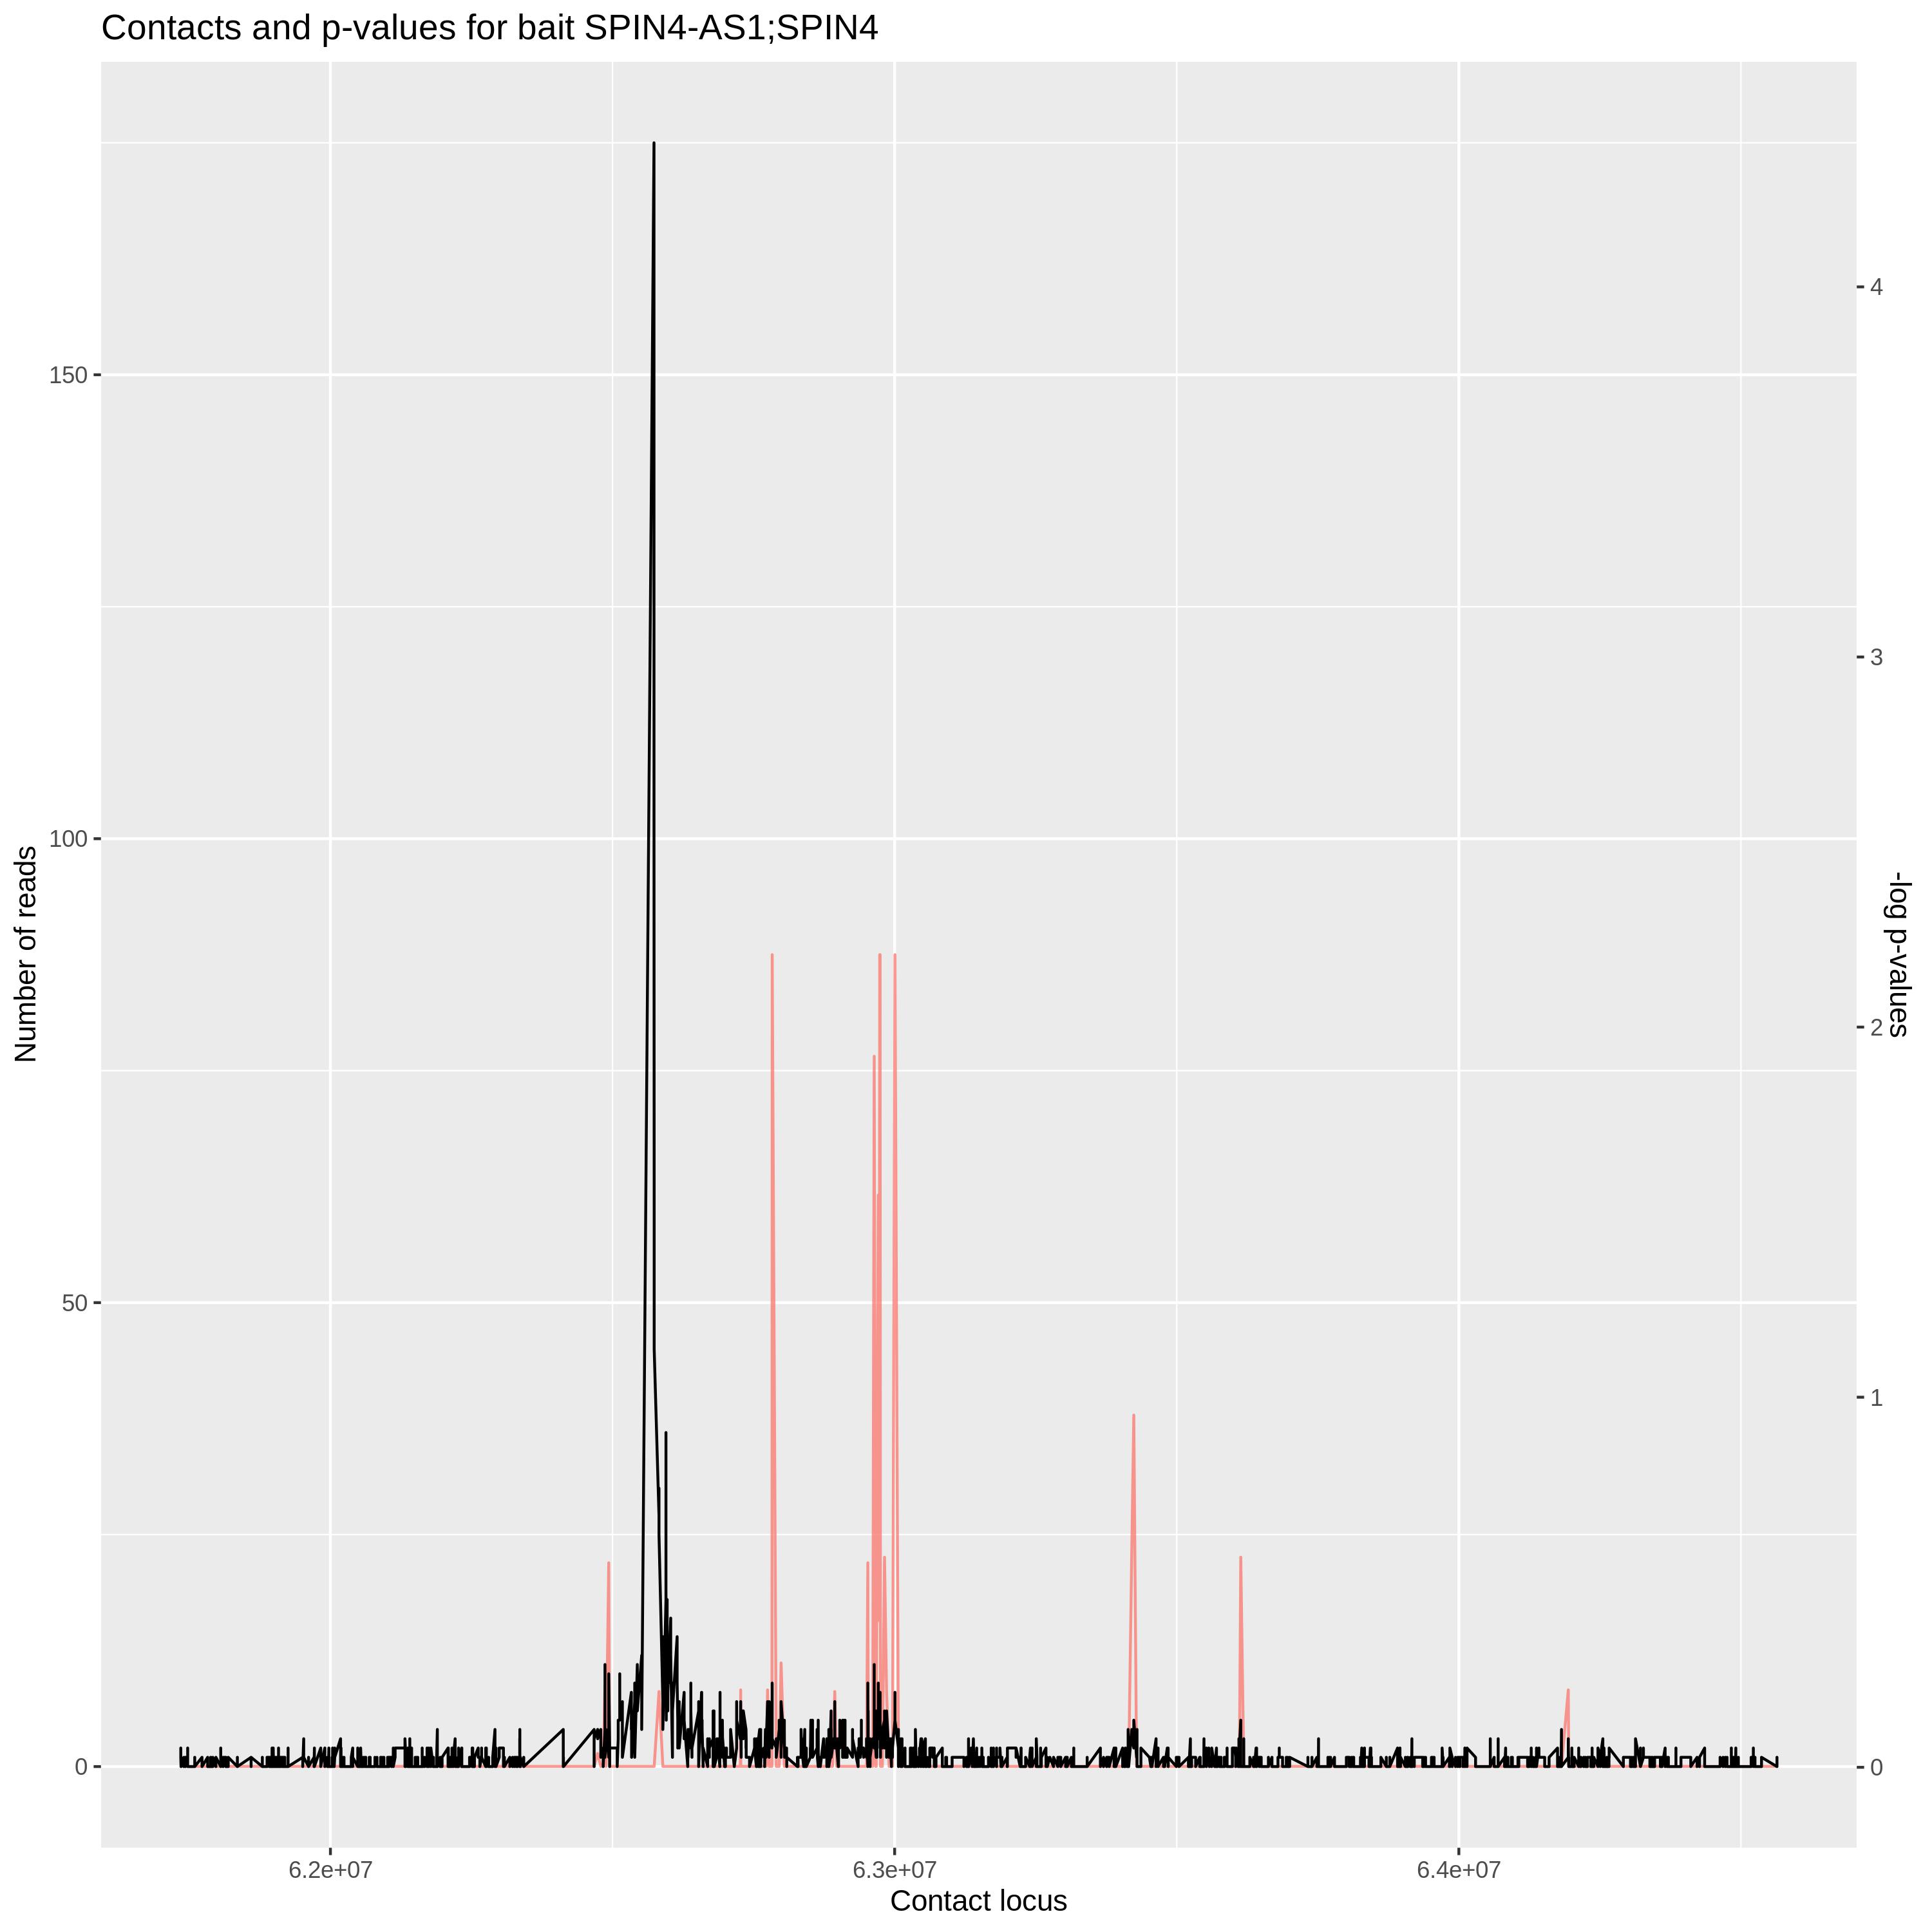 Contacts and p-values for bait SPIN4-AS1;SPIN4
150
100
50
0
Number of reads
4
3
2
1
0
-log p-values
6.2e+07
6.3e+07
6.4e+07
Contact locus